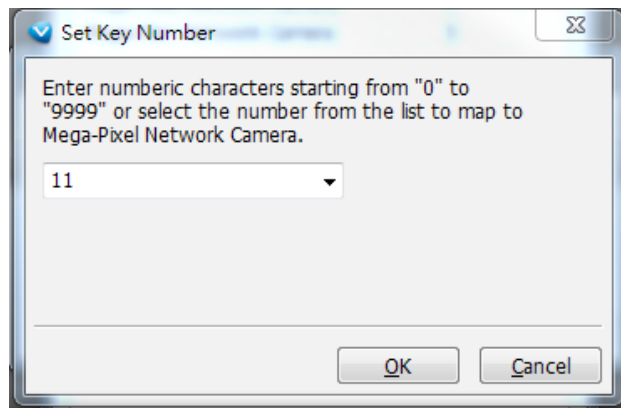 Set Key Number
Enter numberic characters starting from "0" to
"9999" or select the number from the list to map to
Mega-Pixel Network Camera.
11
OK
Cancel